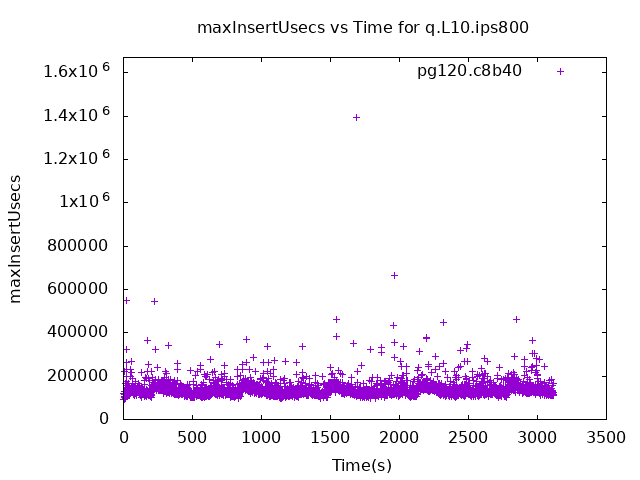 maxInsertUsecs vs Time for q.L10.ips800
maxInsertUsecs
1.6x10^6
1.4x10^6
1.2x10^6
1x10^6
800000
600000
400000
200000
0
pg120.c8b40
0 500 1000 1500 2000 2500 3000 3500
Time(s)